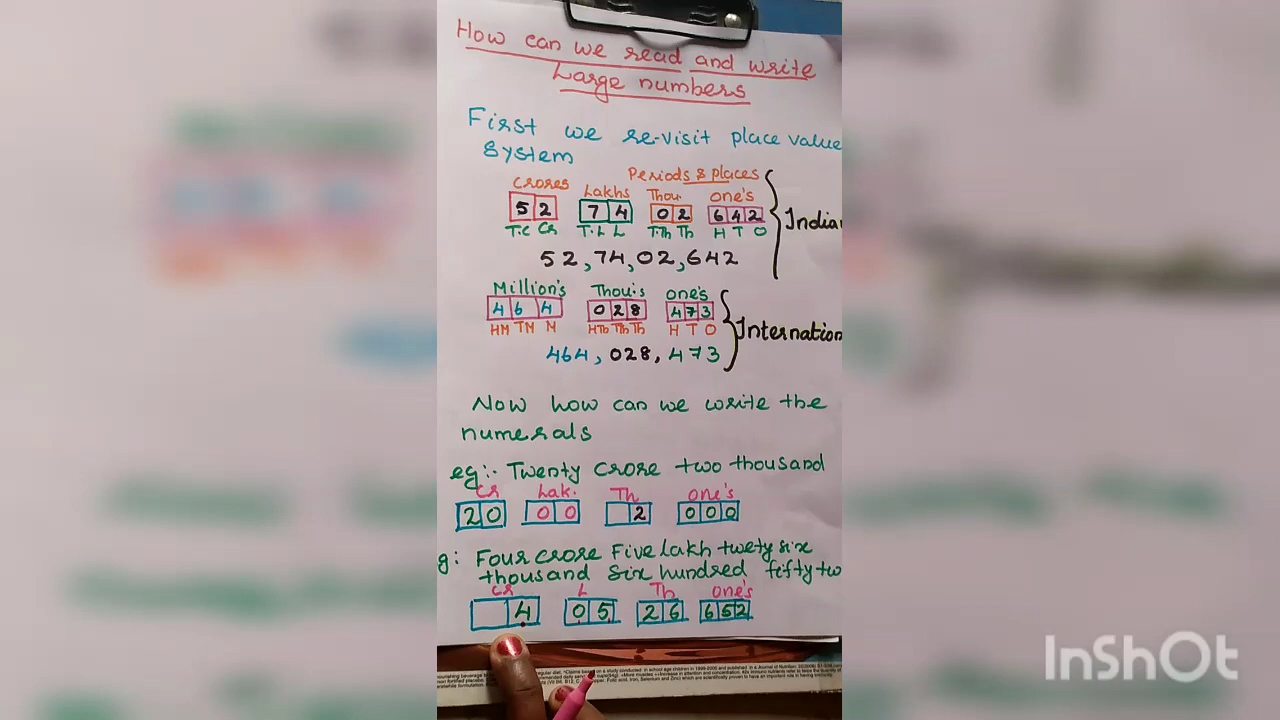 How can we read and write
Large numbers
First we re-visit place value
system
Periods & places
Crores Lakhs Thou. One's
5 2 7 4 0 2 6 4 2
T.C Cr T.L L T.Th Th H T O
Indian
52,74,02,642
Million's Thou's One's
4 6 4 0 2 8 4 7 3
HM TM M HTh Tth Th H T O
Internation
464, 028, 473
Now how can we write the
numerals
eg:- Twenty crore two thousand
Cr Lak. Th One's
2 0 0 0 2 0 0 0
g: Four crore Five lakh twety six
thousand six hundred fifty two
Cr L Th One's
4 0 5 2 6 6 5 2
InShOt